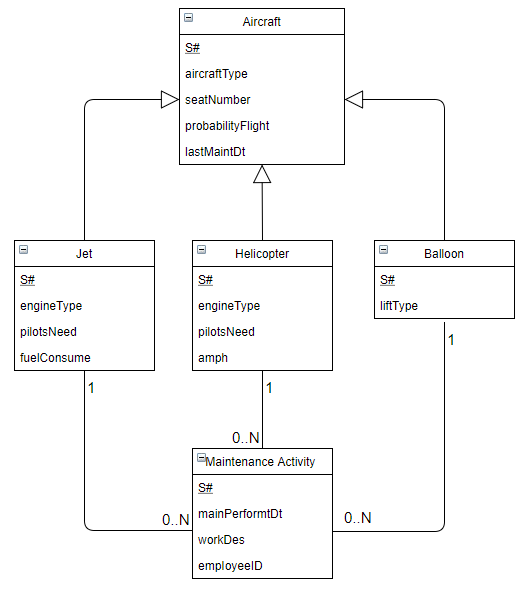 Aircraft
S#
aircraftType
seatNumber
probabilityFlight
lastMaintDt
Jet
S#
engineType
pilotsNeed
fuelConsume
Helicopter
S#
engineType
pilotsNeed
amph
Balloon
S#
liftType
1
1
1
0..N
0..N
0..N
Maintenance Activity
S#
mainPerformtDt
workDes
employeeID